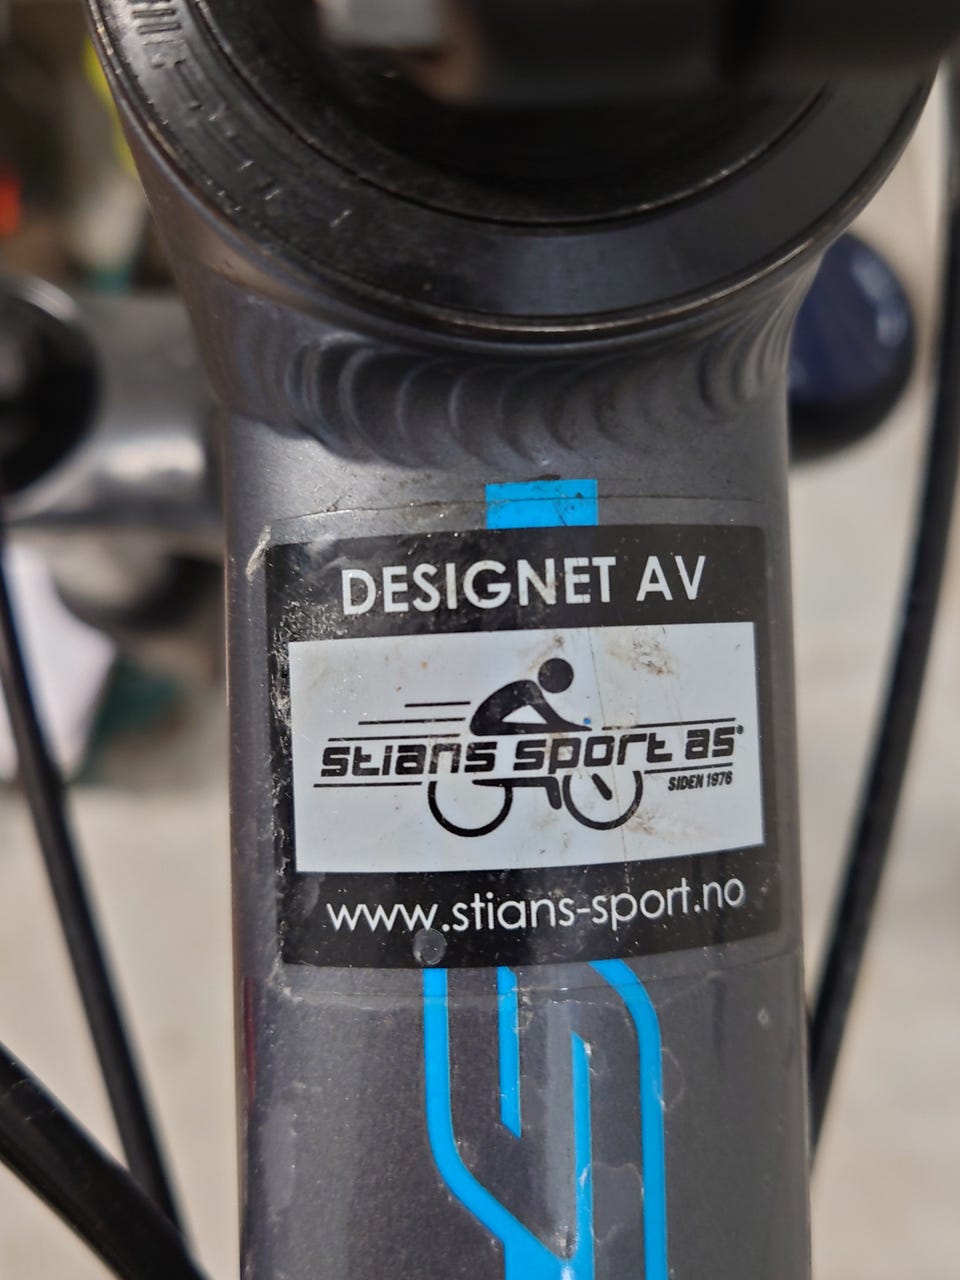 DESIGNET AV
stians sport as
SIDEN 1976
www.stians-sport.no